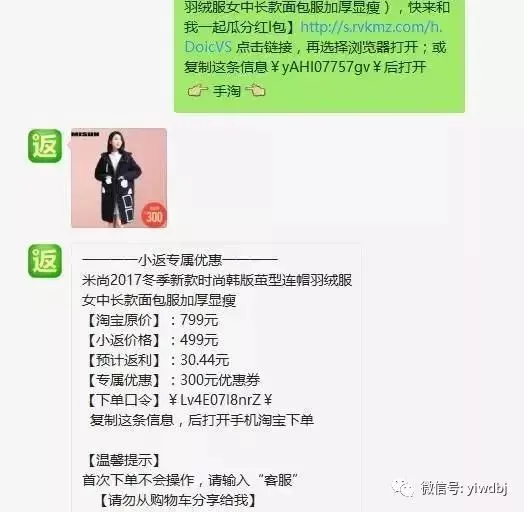 羽绒服女中长款面包服加厚显瘦），快来和
我一起瓜分红l包】http://s.rvkmz.com/h.
DoicVS 点击链接，再选择浏览器打开；或
复制这条信息￥yAHI07757gv￥后打开
👉手淘👈
返
MISUN
300
返
————小返专属优惠————
米尚2017冬季新款时尚韩版茧型连帽羽绒服
女中长款面包服加厚显瘦
【淘宝原价】：799元
【小返价格】：499元
【预计返利】：30.44元
【专属优惠】：300元优惠券
【下单口令】￥Lv4E07l8nrZ￥
复制这条信息，后打开手机淘宝下单
【温馨提示】
首次下单不会操作，请输入“客服”
【请勿从购物车分享给我】
微信号: yiwdbj